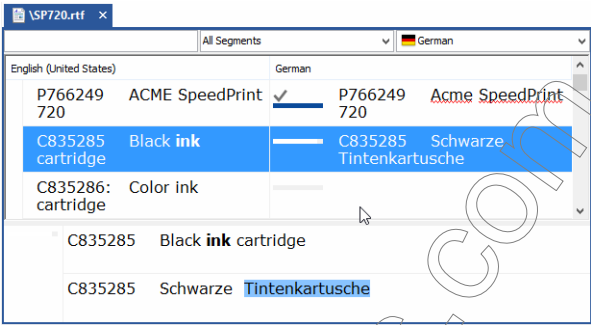 \SP720.rtf ×
All Segments German
English (United States) German
P766249 ACME SpeedPrint P766249 Acme SpeedPrint
720 720
C835285 Black ink C835285 Schwarze
cartridge Tintenkartusche
C835286: Color ink
cartridge
C835285 Black ink cartridge
C835285 Schwarze Tintenkartusche
.com